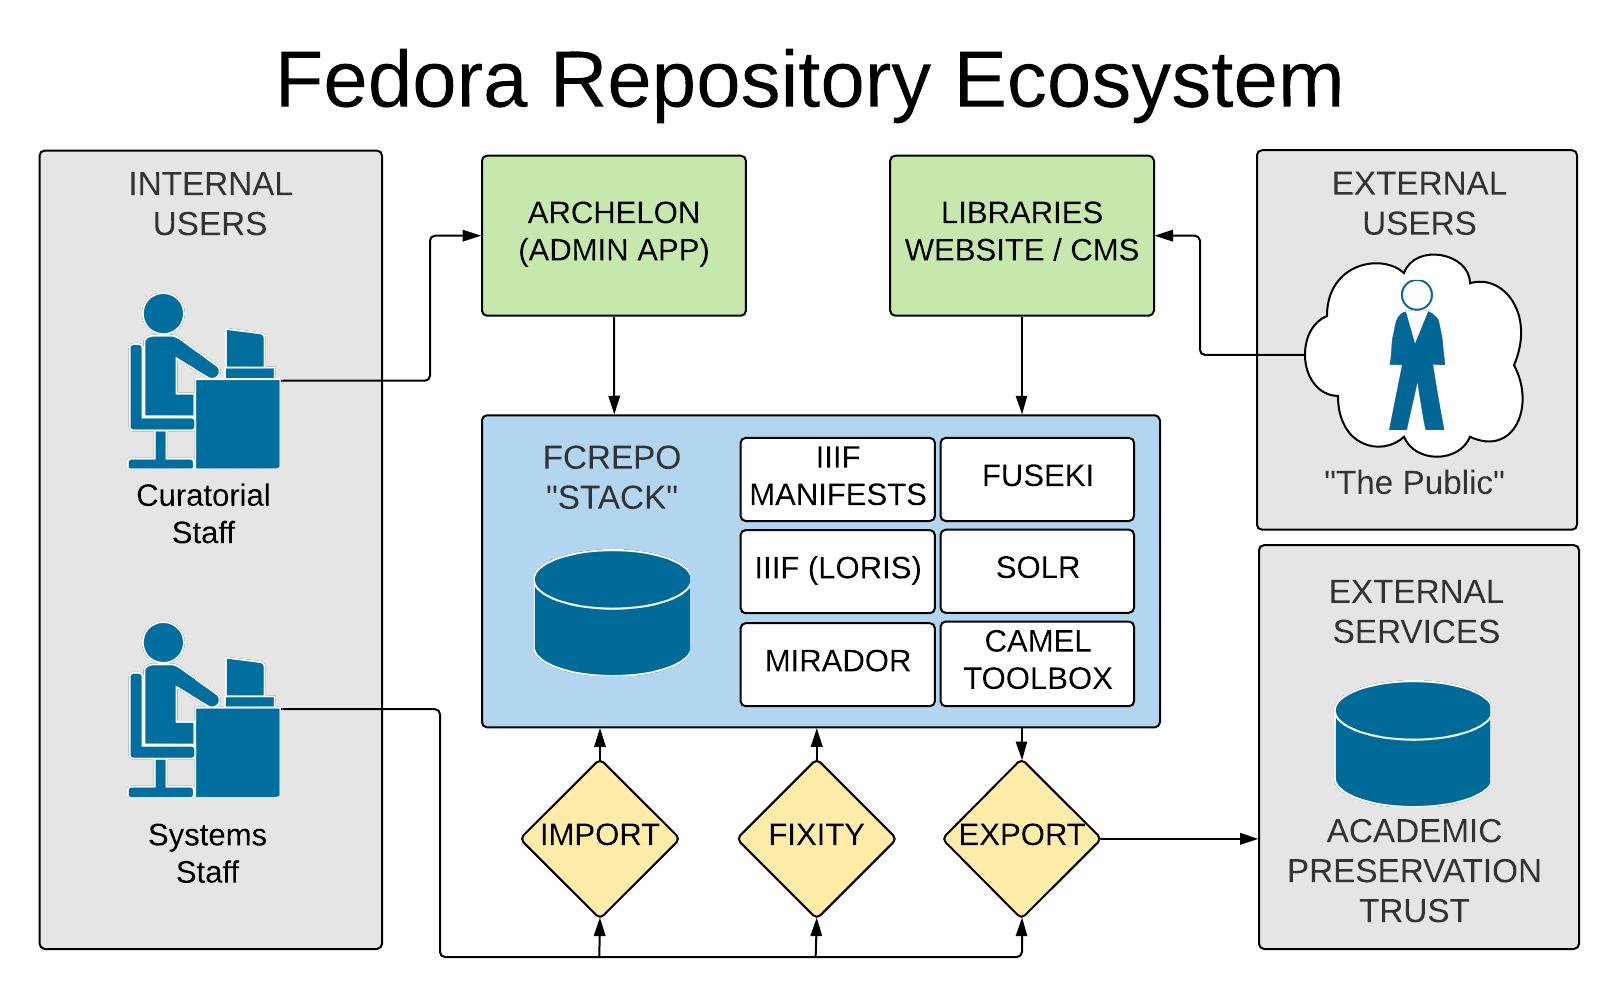 Fedora Repository Ecosystem
INTERNAL
USERS
Curatorial
Staff
Systems
Staff
ARCHELON
(ADMIN APP)
LIBRARIES
WEBSITE / CMS
EXTERNAL
USERS
"The Public"
FCREPO
"STACK"
IIIF
MANIFESTS
FUSEKI
IIIF (LORIS)
SOLR
MIRADOR
CAMEL
TOOLBOX
IMPORT
FIXITY
EXPORT
EXTERNAL
SERVICES
ACADEMIC
PRESERVATION
TRUST